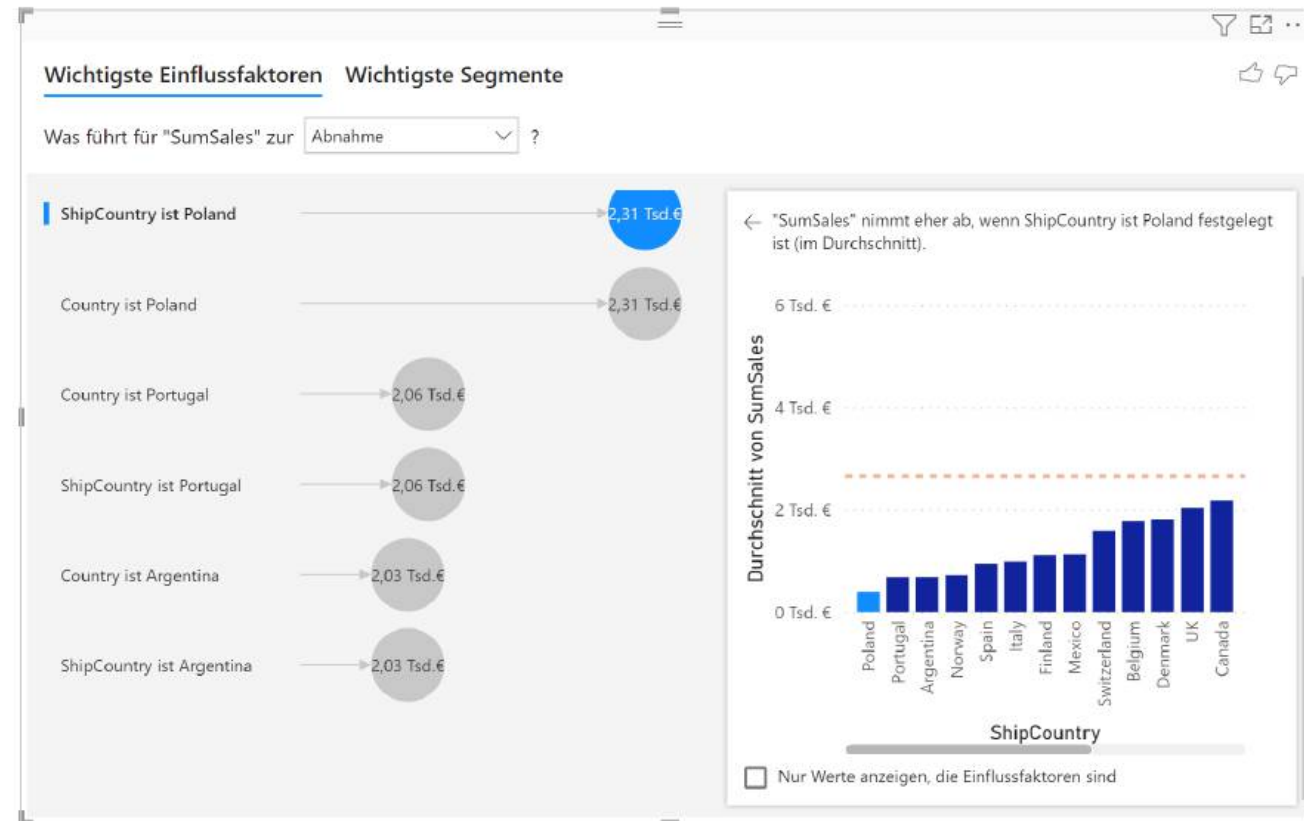 Wichtigste Einflussfaktoren Wichtigste Segmente
Was führt für "SumSales" zur Abnahme ?
ShipCountry ist Poland 2,31 Tsd.€
Country ist Poland 2,31 Tsd.€
Country ist Portugal 2,06 Tsd.€
ShipCountry ist Portugal 2,06 Tsd.€
Country ist Argentina 2,03 Tsd.€
ShipCountry ist Argentina 2,03 Tsd.€
"SumSales" nimmt eher ab, wenn ShipCountry ist Poland festgelegt
ist (im Durchschnitt).
Durchschnitt von SumSales
6 Tsd. €
4 Tsd. €
2 Tsd. €
0 Tsd. €
Poland
Portugal
Argentina
Norway
Spain
Italy
Finland
Mexico
Switzerland
Belgium
Denmark
UK
Canada
ShipCountry
Nur Werte anzeigen, die Einflussfaktoren sind